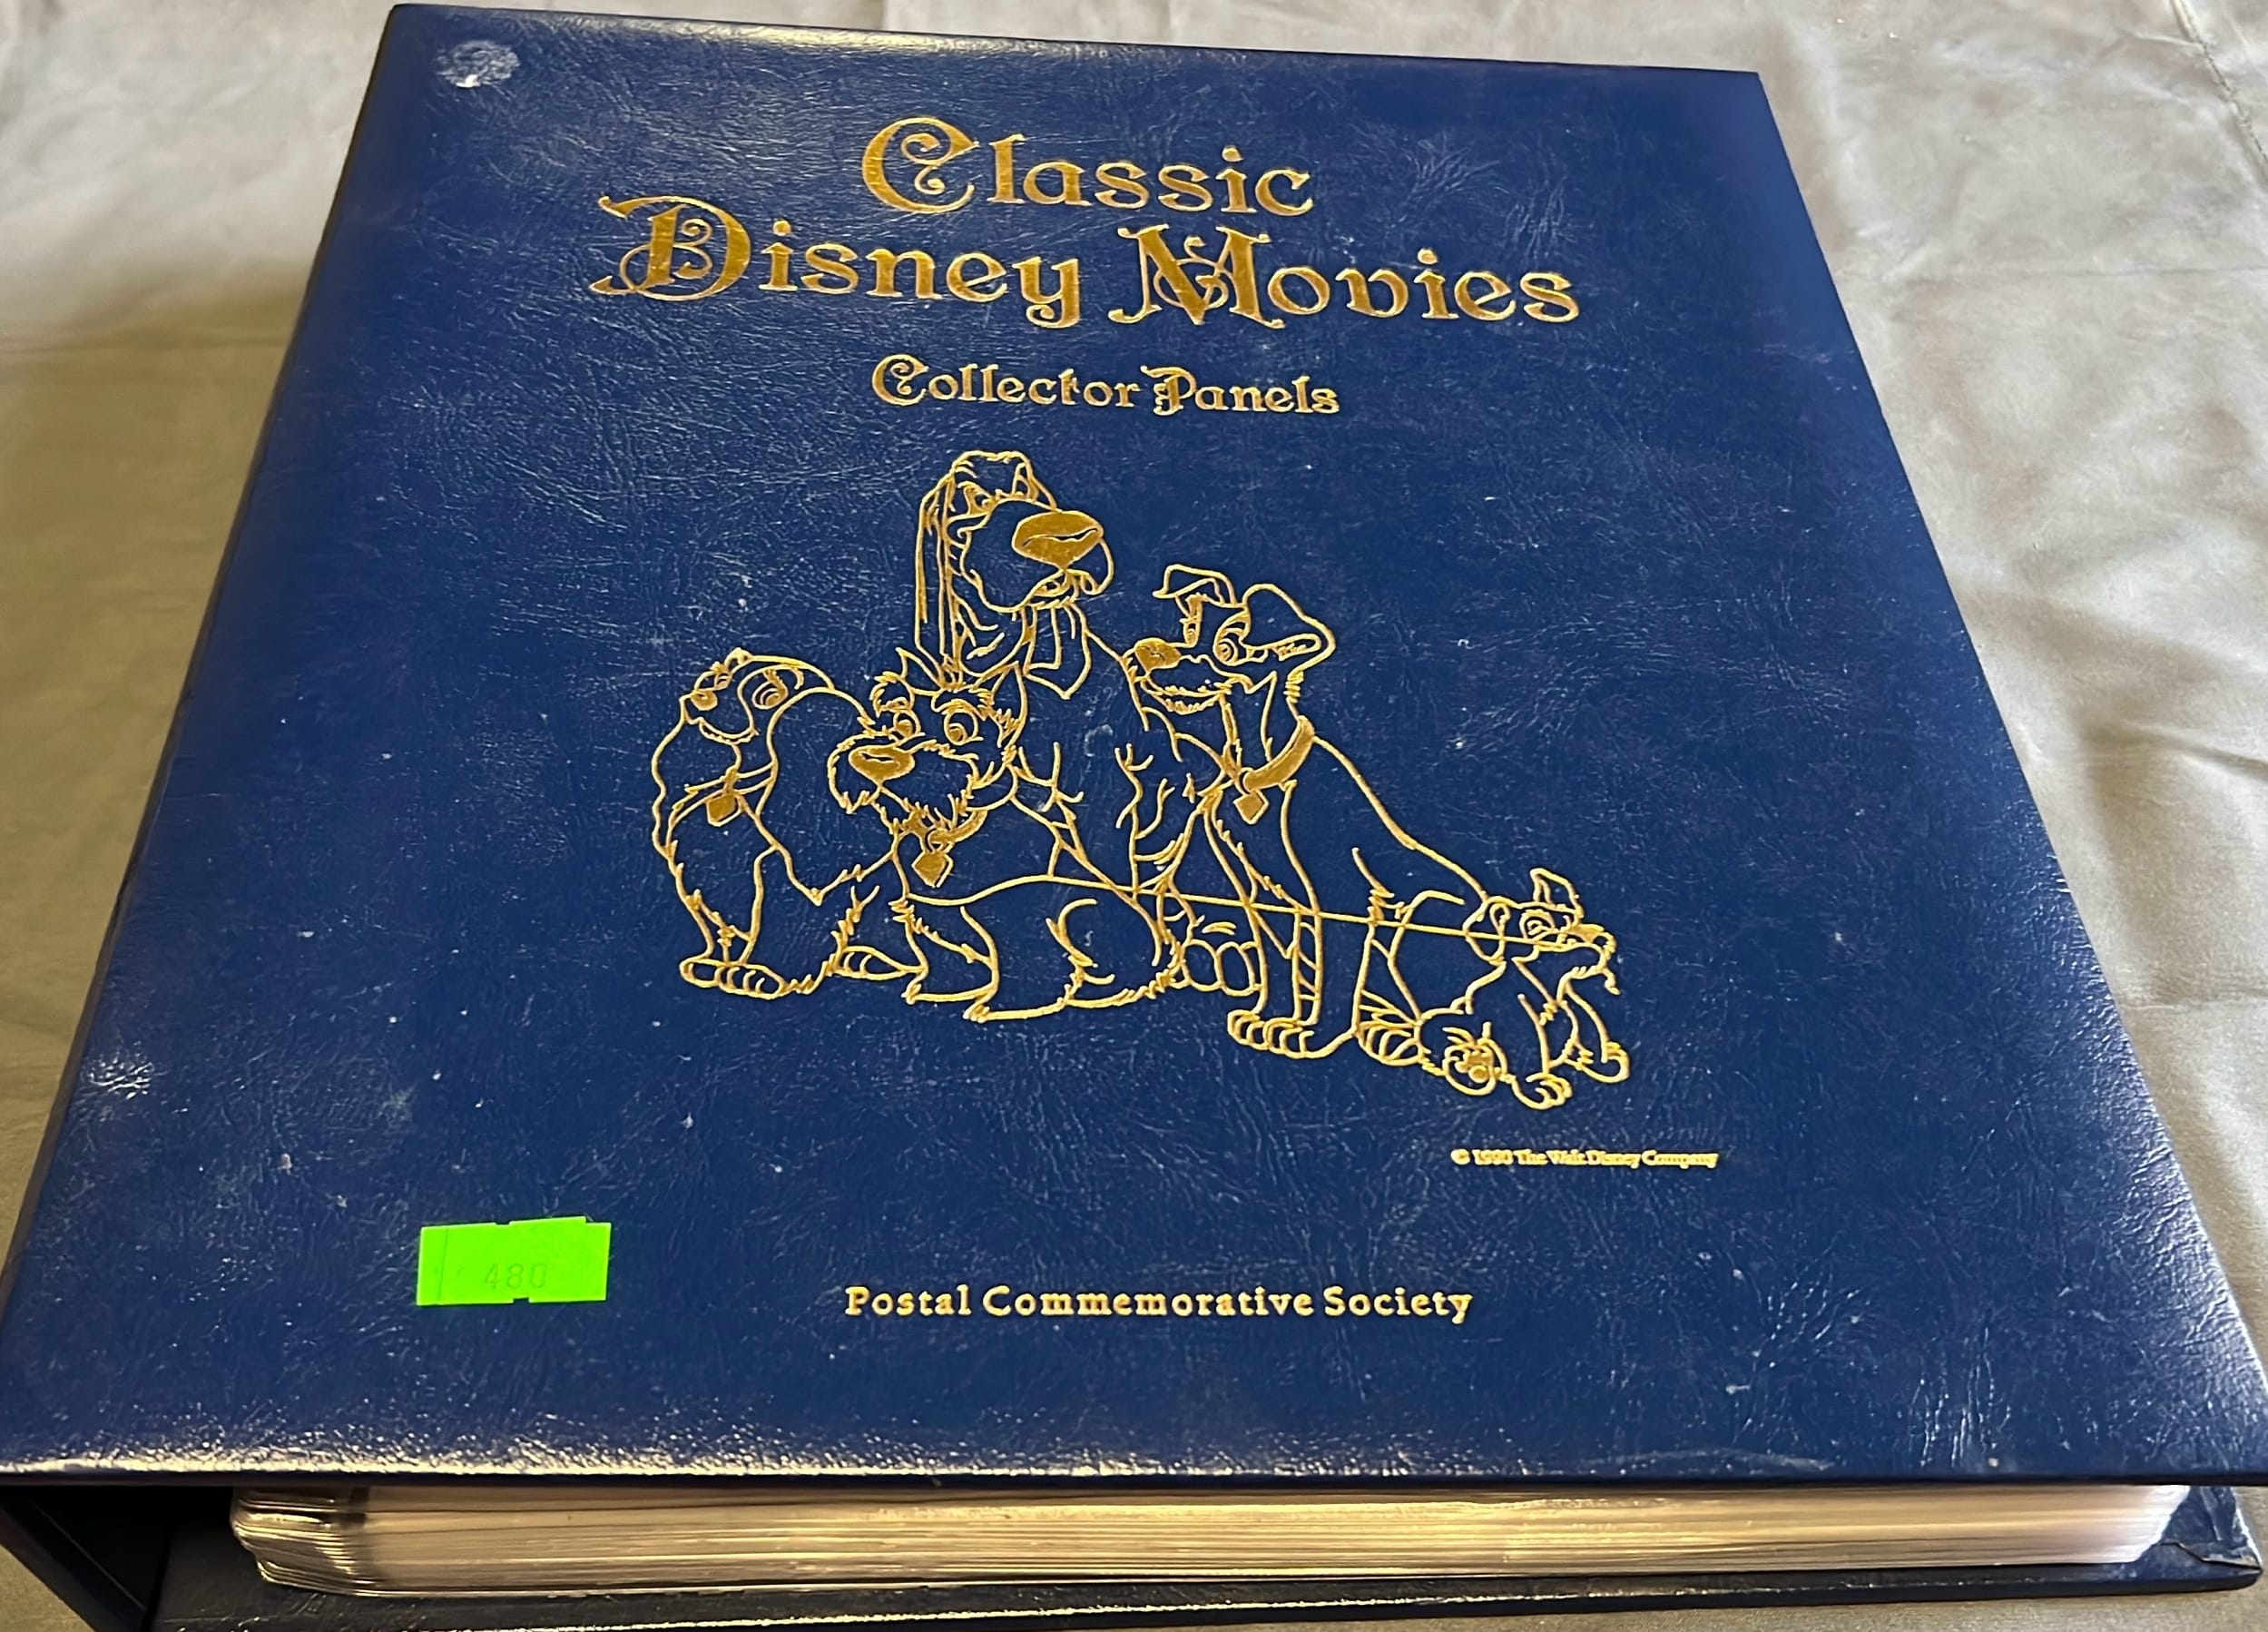 Classic
Disney Movies
Collector Panels
© 1990 The Walt Disney Company
480
Postal Commemorative Society